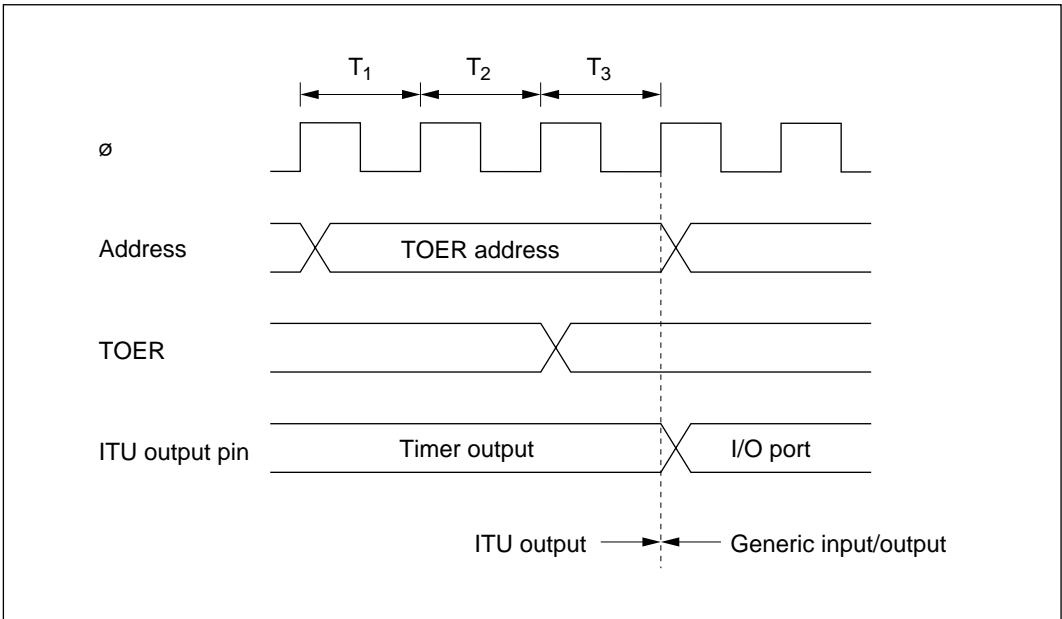 T₁ T₂ T₃
ø
Address TOER address
TOER
ITU output pin Timer output I/O port
ITU output Generic input/output